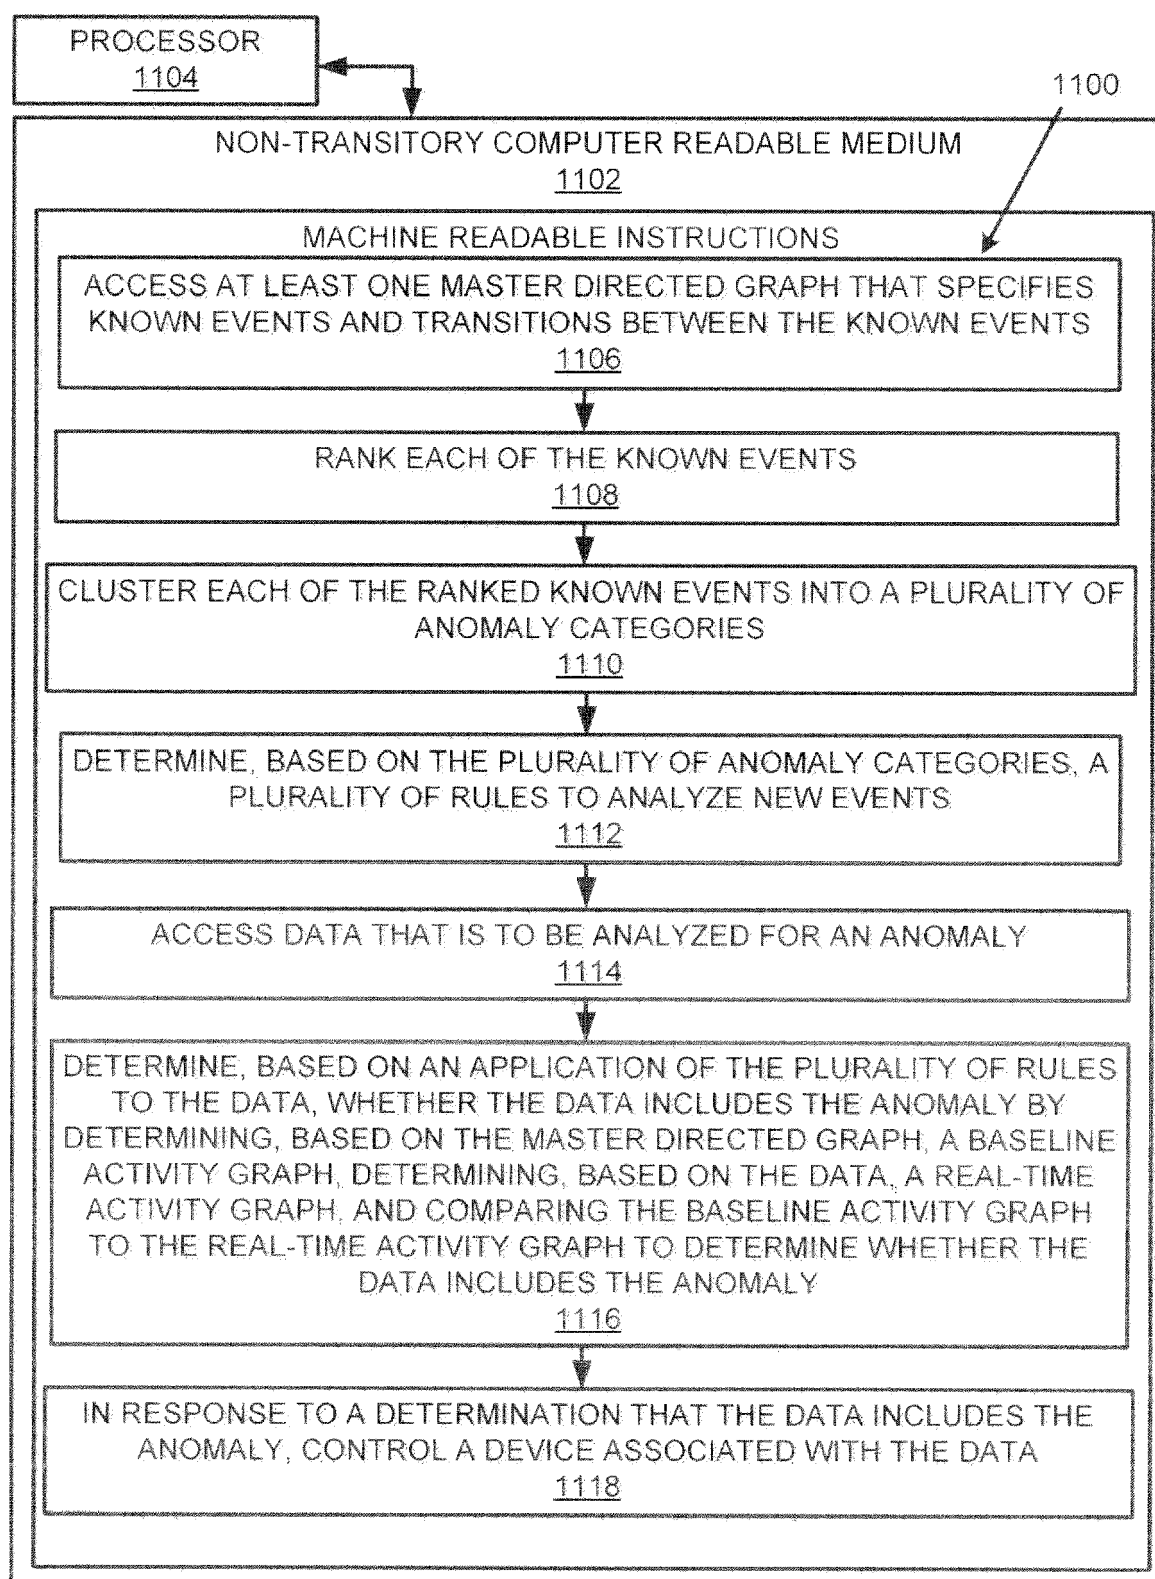 PROCESSOR
1104
1100
NON-TRANSITORY COMPUTER READABLE MEDIUM
1102
MACHINE READABLE INSTRUCTIONS
ACCESS AT LEAST ONE MASTER DIRECTED GRAPH THAT SPECIFIES
KNOWN EVENTS AND TRANSITIONS BETWEEN THE KNOWN EVENTS
1106
RANK EACH OF THE KNOWN EVENTS
1108
CLUSTER EACH OF THE RANKED KNOWN EVENTS INTO A PLURALITY OF
ANOMALY CATEGORIES
1110
DETERMINE, BASED ON THE PLURALITY OF ANOMALY CATEGORIES, A
PLURALITY OF RULES TO ANALYZE NEW EVENTS
1112
ACCESS DATA THAT IS TO BE ANALYZED FOR AN ANOMALY
1114
DETERMINE, BASED ON AN APPLICATION OF THE PLURALITY OF RULES
TO THE DATA, WHETHER THE DATA INCLUDES THE ANOMALY BY
DETERMINING, BASED ON THE MASTER DIRECTED GRAPH, A BASELINE
ACTIVITY GRAPH, DETERMINING, BASED ON THE DATA, A REAL-TIME
ACTIVITY GRAPH, AND COMPARING THE BASELINE ACTIVITY GRAPH
TO THE REAL-TIME ACTIVITY GRAPH TO DETERMINE WHETHER THE
DATA INCLUDES THE ANOMALY
1116
IN RESPONSE TO A DETERMINATION THAT THE DATA INCLUDES THE
ANOMALY, CONTROL A DEVICE ASSOCIATED WITH THE DATA
1118